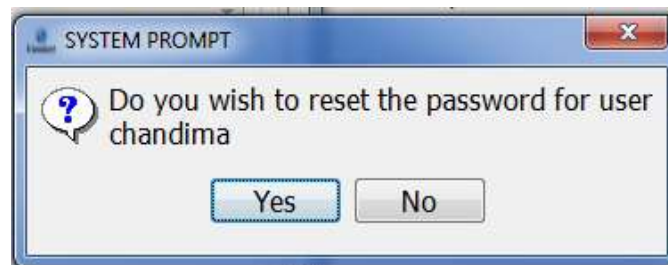 SYSTEM PROMPT
Do you wish to reset the password for user
chandima
Yes
No